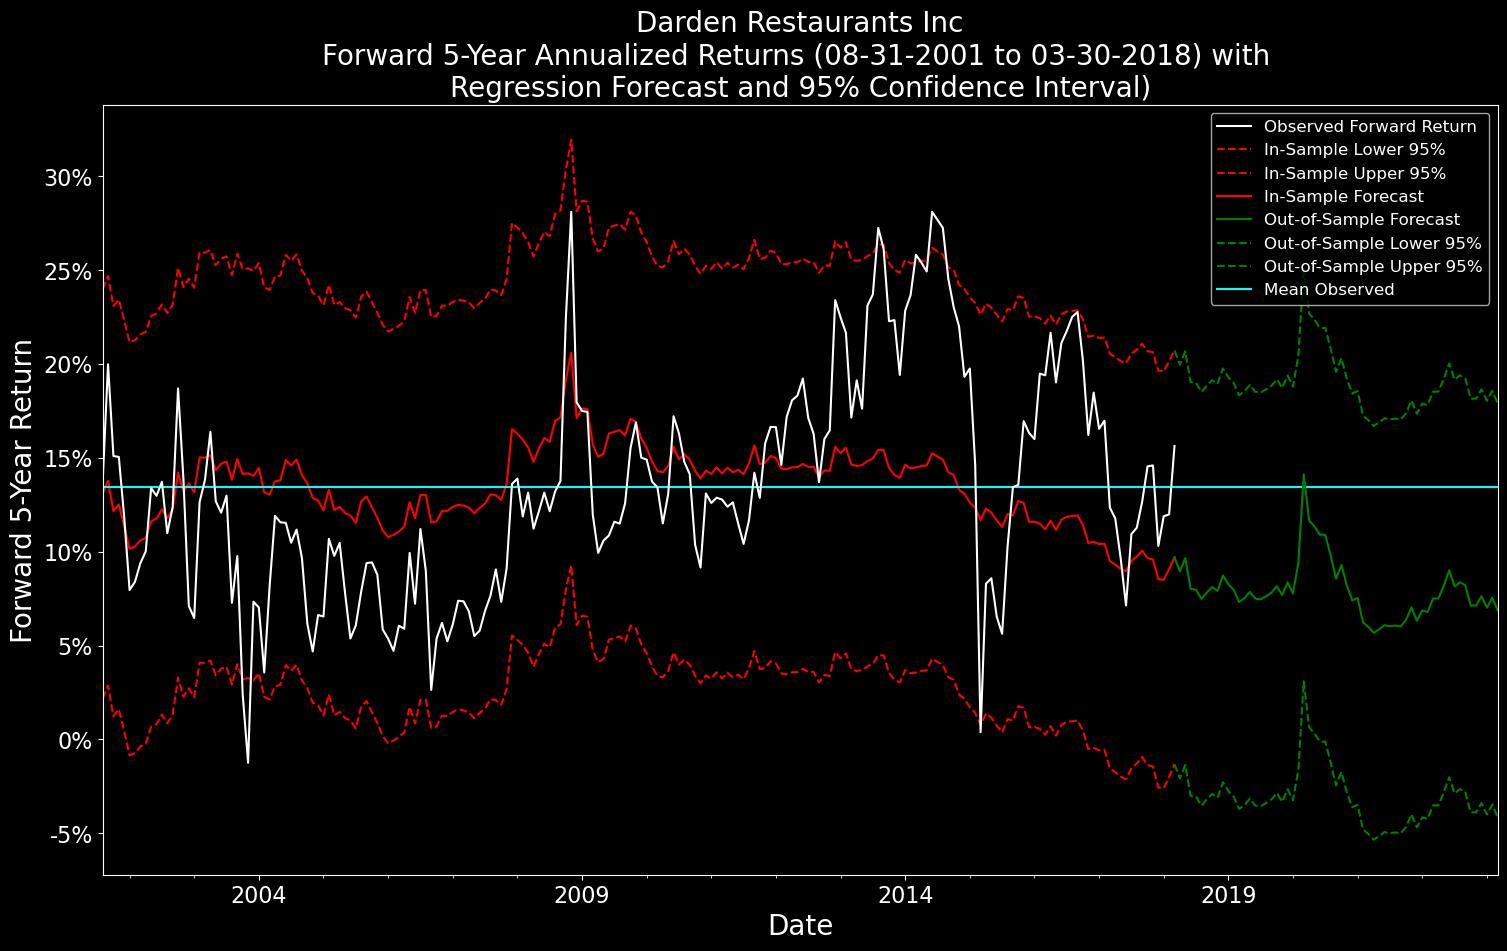 Darden Restaurants Inc
Forward 5-Year Annualized Returns (08-31-2001 to 03-30-2018) with
Regression Forecast and 95% Confidence Interval)
Observed Forward Return
In-Sample Lower 95%
In-Sample Upper 95%
In-Sample Forecast
Out-of-Sample Forecast
Out-of-Sample Lower 95%
Out-of-Sample Upper 95%
Mean Observed
Forward 5-Year Return
30%
25%
20%
15%
10%
5%
0%
-5%
2004
2009
2014
2019
Date